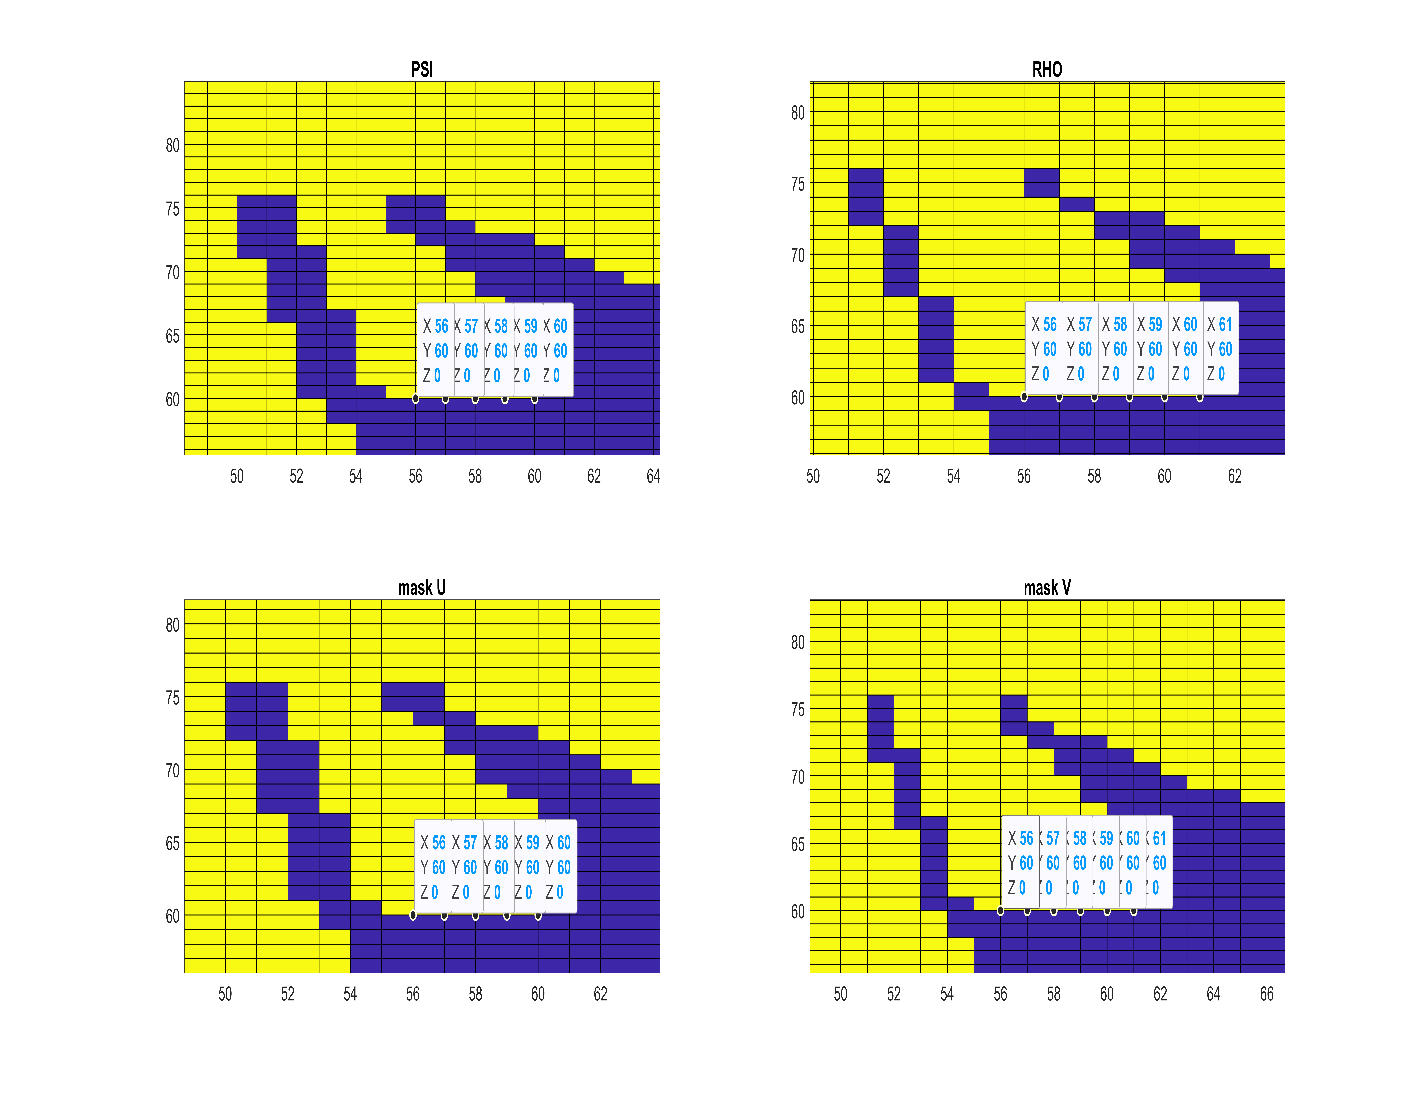 PSI
80
75
70
65
60
X 56 X 57 X 58 X 59 X 60
Y 60 Y 60 Y 60 Y 60 Y 60
Z 0 Z 0 Z 0 Z 0 Z 0
50 52 54 56 58 60 62 64
RHO
80
75
70
65
60
X 56 X 57 X 58 X 59 X 60 X 61
Y 60 Y 60 Y 60 Y 60 Y 60 Y 60
Z 0 Z 0 Z 0 Z 0 Z 0 Z 0
50 52 54 56 58 60 62
mask U
80
75
70
65
60
X 56 X 57 X 58 X 59 X 60
Y 60 Y 60 Y 60 Y 60 Y 60
Z 0 Z 0 Z 0 Z 0 Z 0
50 52 54 56 58 60 62
mask V
80
75
70
65
60
X 56 X 57 X 58 X 59 X 60 X 61
Y 60 Y 60 Y 60 Y 60 Y 60 Y 60
Z 0 Z 0 Z 0 Z 0 Z 0 Z 0
50 52 54 56 58 60 62 64 66